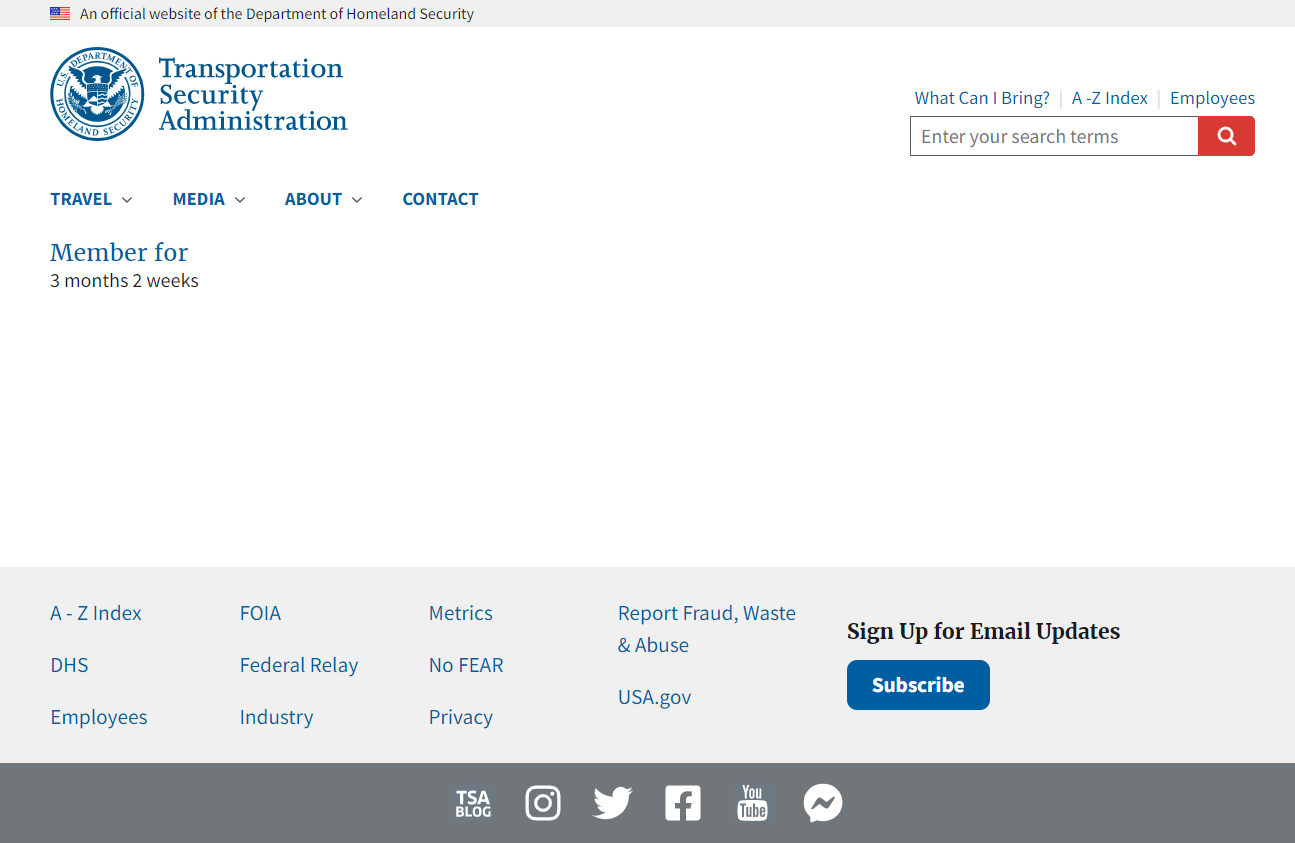 An official website of the Department of Homeland Security
U.S. DEPARTMENT OF
HOMELAND SECURITY
Transportation
Security
Administration
What Can I Bring?
A -Z Index
Employees
Enter your search terms
TRAVEL
MEDIA
ABOUT
CONTACT
Member for
3 months 2 weeks
A - Z Index
DHS
Employees
FOIA
Federal Relay
Industry
Metrics
No FEAR
Privacy
Report Fraud, Waste
& Abuse
USA.gov
Sign Up for Email Updates
Subscribe
TSA
BLOG
You
Tube